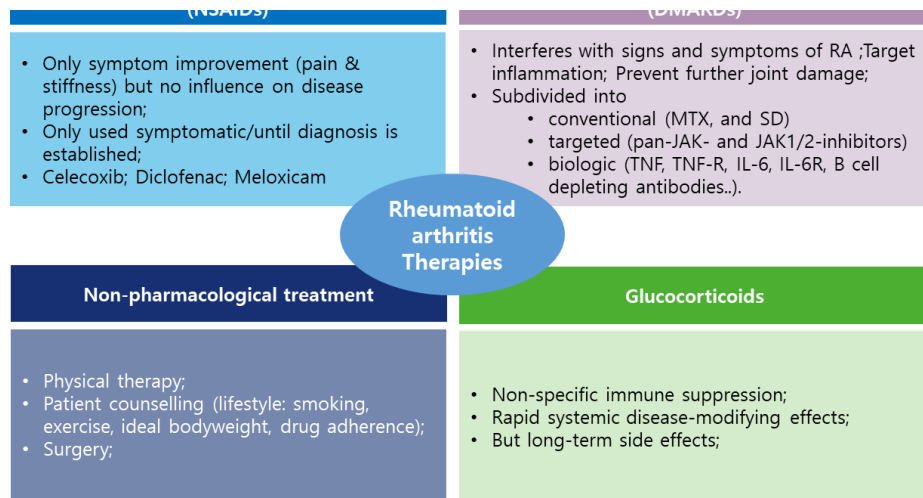 (NSAIDs)
• Only symptom improvement (pain &
stiffness) but no influence on disease
progression;
• Only used symptomatic/until diagnosis is
established;
• Celecoxib; Diclofenac; Meloxicam
(DMARDs)
• Interferes with signs and symptoms of RA ;Target
inflammation; Prevent further joint damage;
• Subdivided into
• conventional (MTX, and SD)
• targeted (pan-JAK- and JAK1/2-inhibitors)
• biologic (TNF, TNF-R, IL-6, IL-6R, B cell
depleting antibodies..).
Rheumatoid
arthritis
Therapies
Non-pharmacological treatment
• Physical therapy;
• Patient counselling (lifestyle: smoking,
exercise, ideal bodyweight, drug adherence);
• Surgery;
Glucocorticoids
• Non-specific immune suppression;
• Rapid systemic disease-modifying effects;
• But long-term side effects;